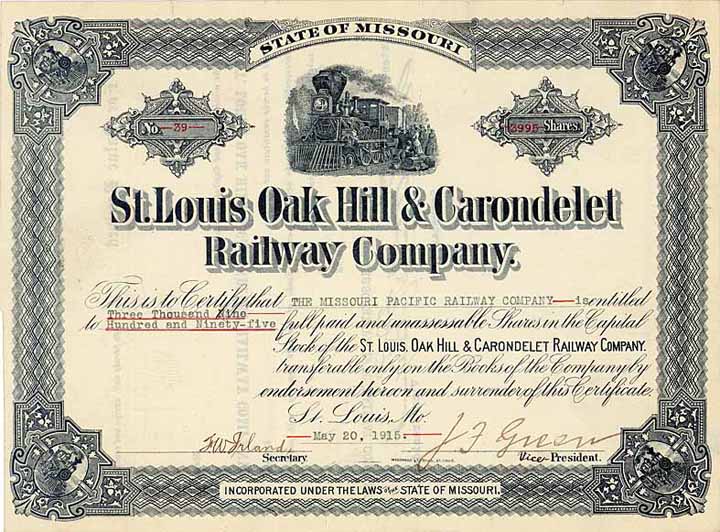 STATE OF MISSOURI
No. 39
3995 Shares.
St. Louis Oak Hill & Carondelet
Railway Company.
This is to Certify that THE MISSOURI PACIFIC RAILWAY COMPANY is entitled
to Three Thousand Nine
Hundred and Ninety-five full paid and unassessable Shares in the Capital
Stock of the ST. LOUIS, OAK HILL & CARONDELET RAILWAY COMPANY,
transferable only on the Books of the Company by
endorsement hereon and surrender of this Certificate.
St. Louis, Mo.
May 20, 1915.
Secretary.
Vice President.
INCORPORATED UNDER THE LAWS of the STATE OF MISSOURI.